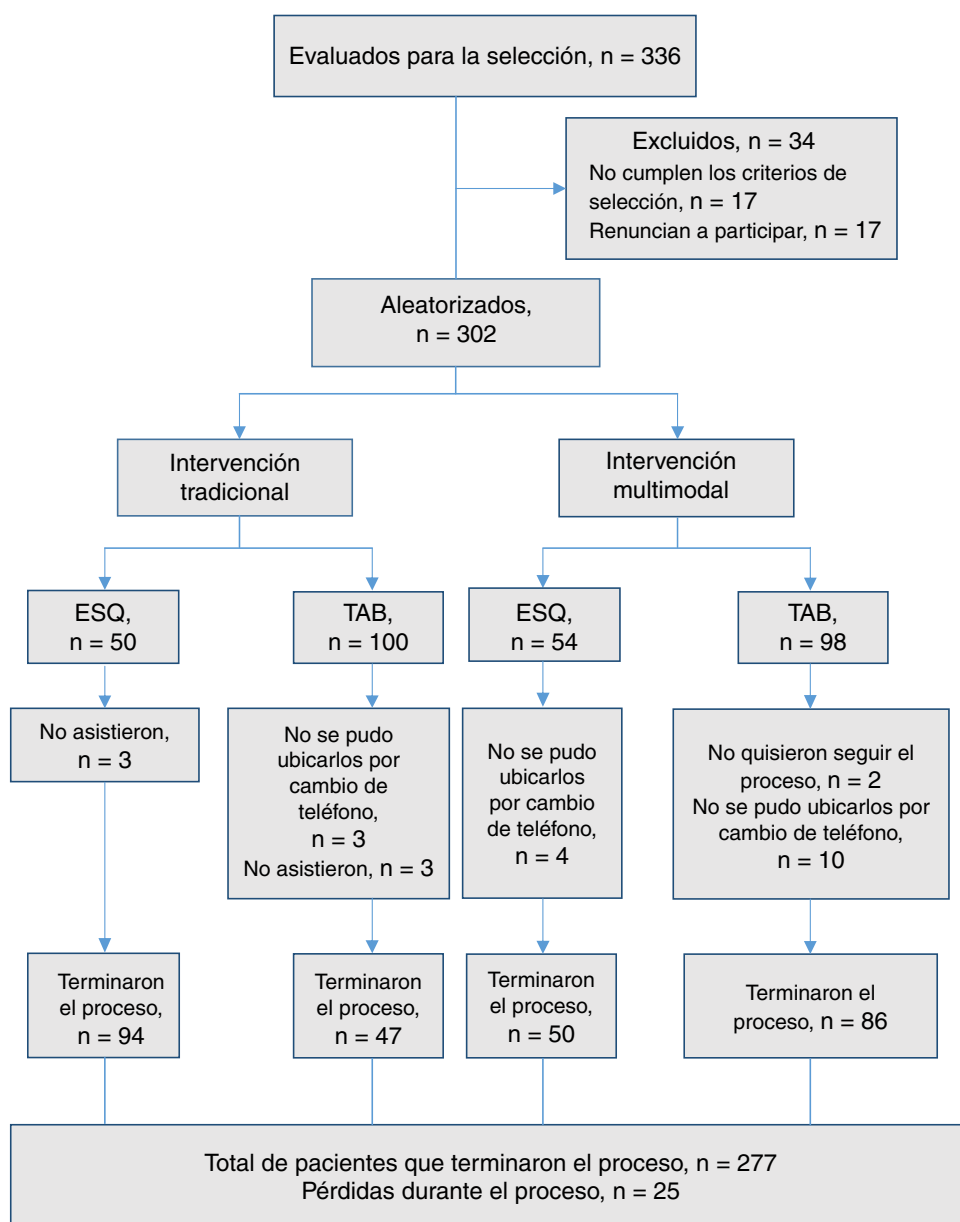 Evaluados para la selección, n = 336
Excluidos, n = 34
No cumplen los criterios de
selección, n = 17
Renuncian a participar, n = 17
Aleatorizados,
n = 302
Intervención
tradicional
Intervención
multimodal
ESQ,
n = 50
TAB,
n = 100
ESQ,
n = 54
TAB,
n = 98
No asistieron,
n = 3
No se pudo
ubicarlos por
cambio de
teléfono,
n = 3
No asistieron, n = 3
No se pudo
ubicarlos
por cambio
de teléfono,
n = 4
No quisieron seguir el
proceso, n = 2
No se pudo ubicarlos por
cambio de teléfono,
n = 10
Terminaron
el proceso,
n = 94
Terminaron
el proceso,
n = 47
Terminaron
el proceso,
n = 50
Terminaron el
proceso, n = 86
Total de pacientes que terminaron el proceso, n = 277
Pérdidas durante el proceso, n = 25